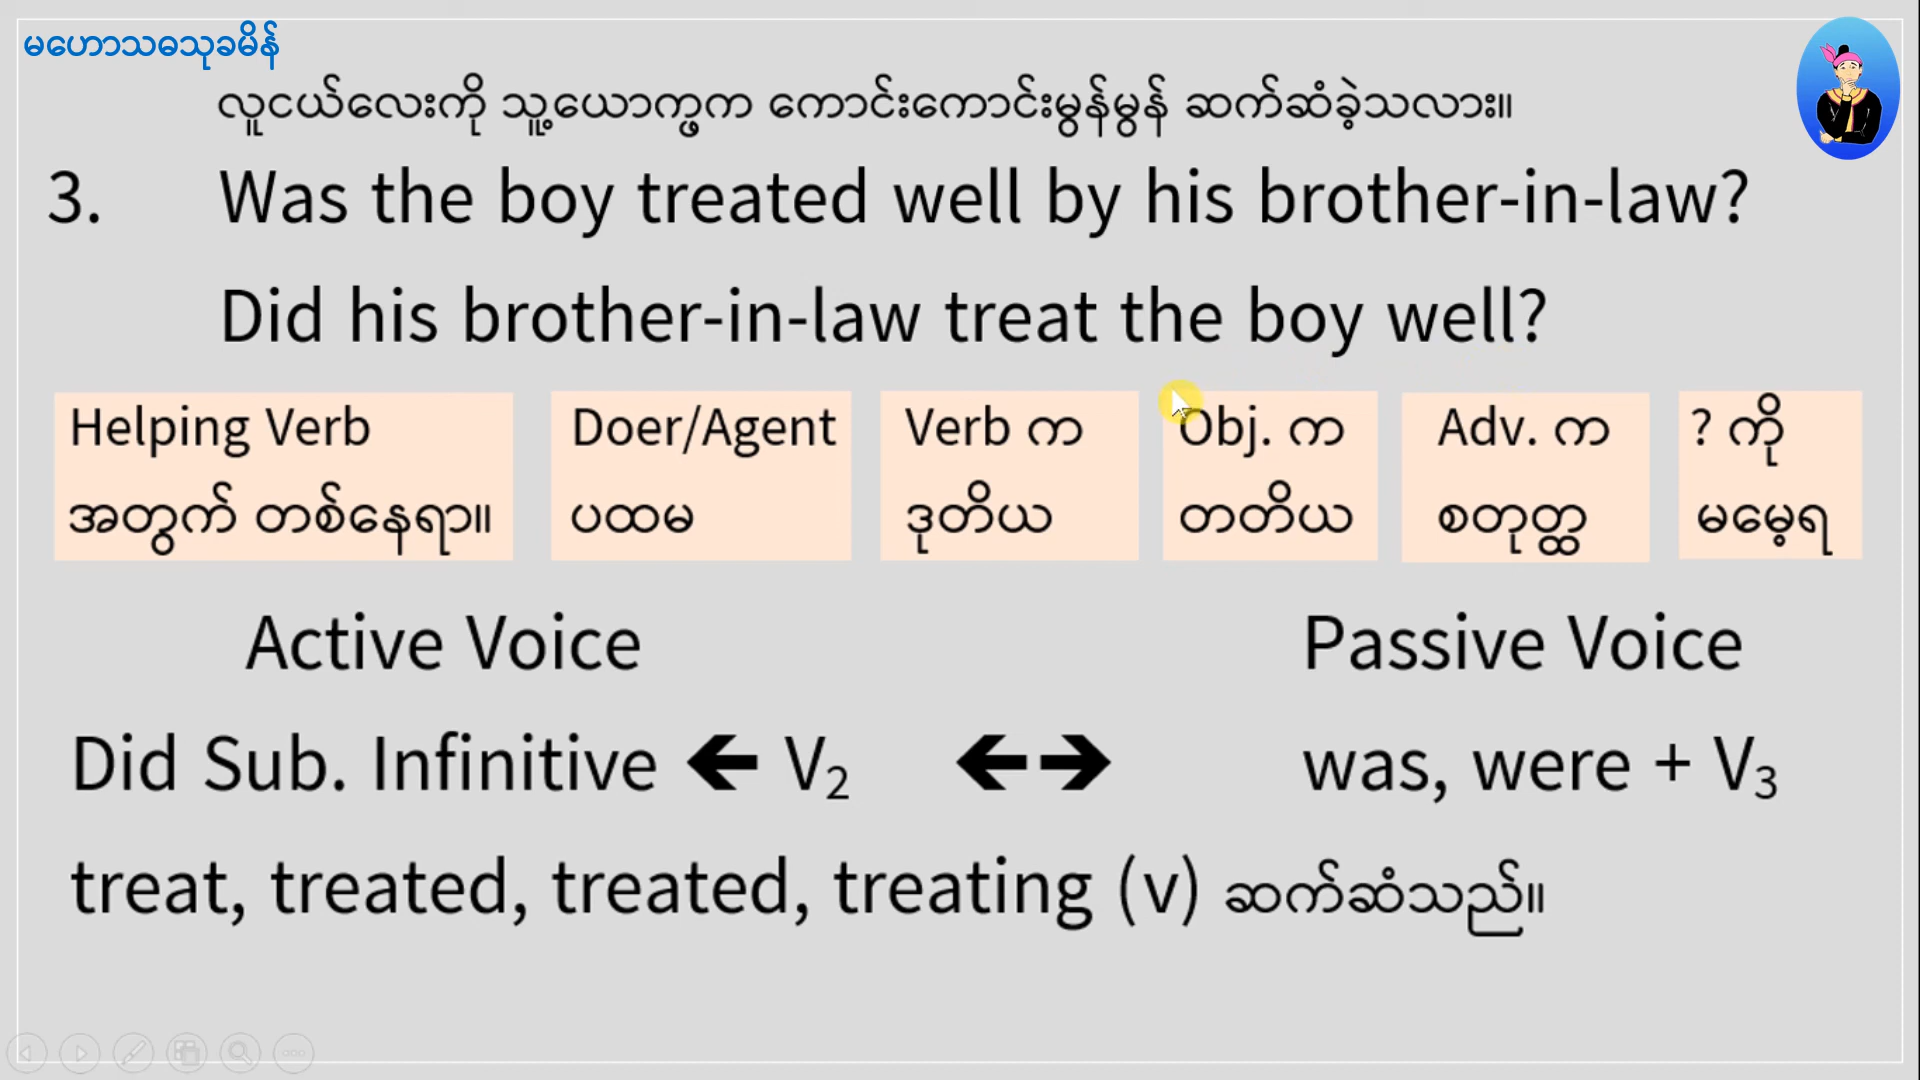 မဟောသဓသုခမိန်
လူငယ်လေးကို သူ့ယောက္ဖက ကောင်းကောင်းမွန်မွန် ဆက်ဆံခဲ့သလား။
3. Was the boy treated well by his brother-in-law?
Did his brother-in-law treat the boy well?
Helping Verb
အတွက် တစ်နေရာ။
Doer/Agent
ပထမ
Verb က
ဒုတိယ
Obj. က
တတိယ
Adv. က
စတုတ္ထ
? ကို
မမေ့ရ
Active Voice
Passive Voice
Did Sub. Infinitive 🡸 V₂ 🡸🡺 was, were + V₃
treat, treated, treated, treating (v) ဆက်ဆံသည်။